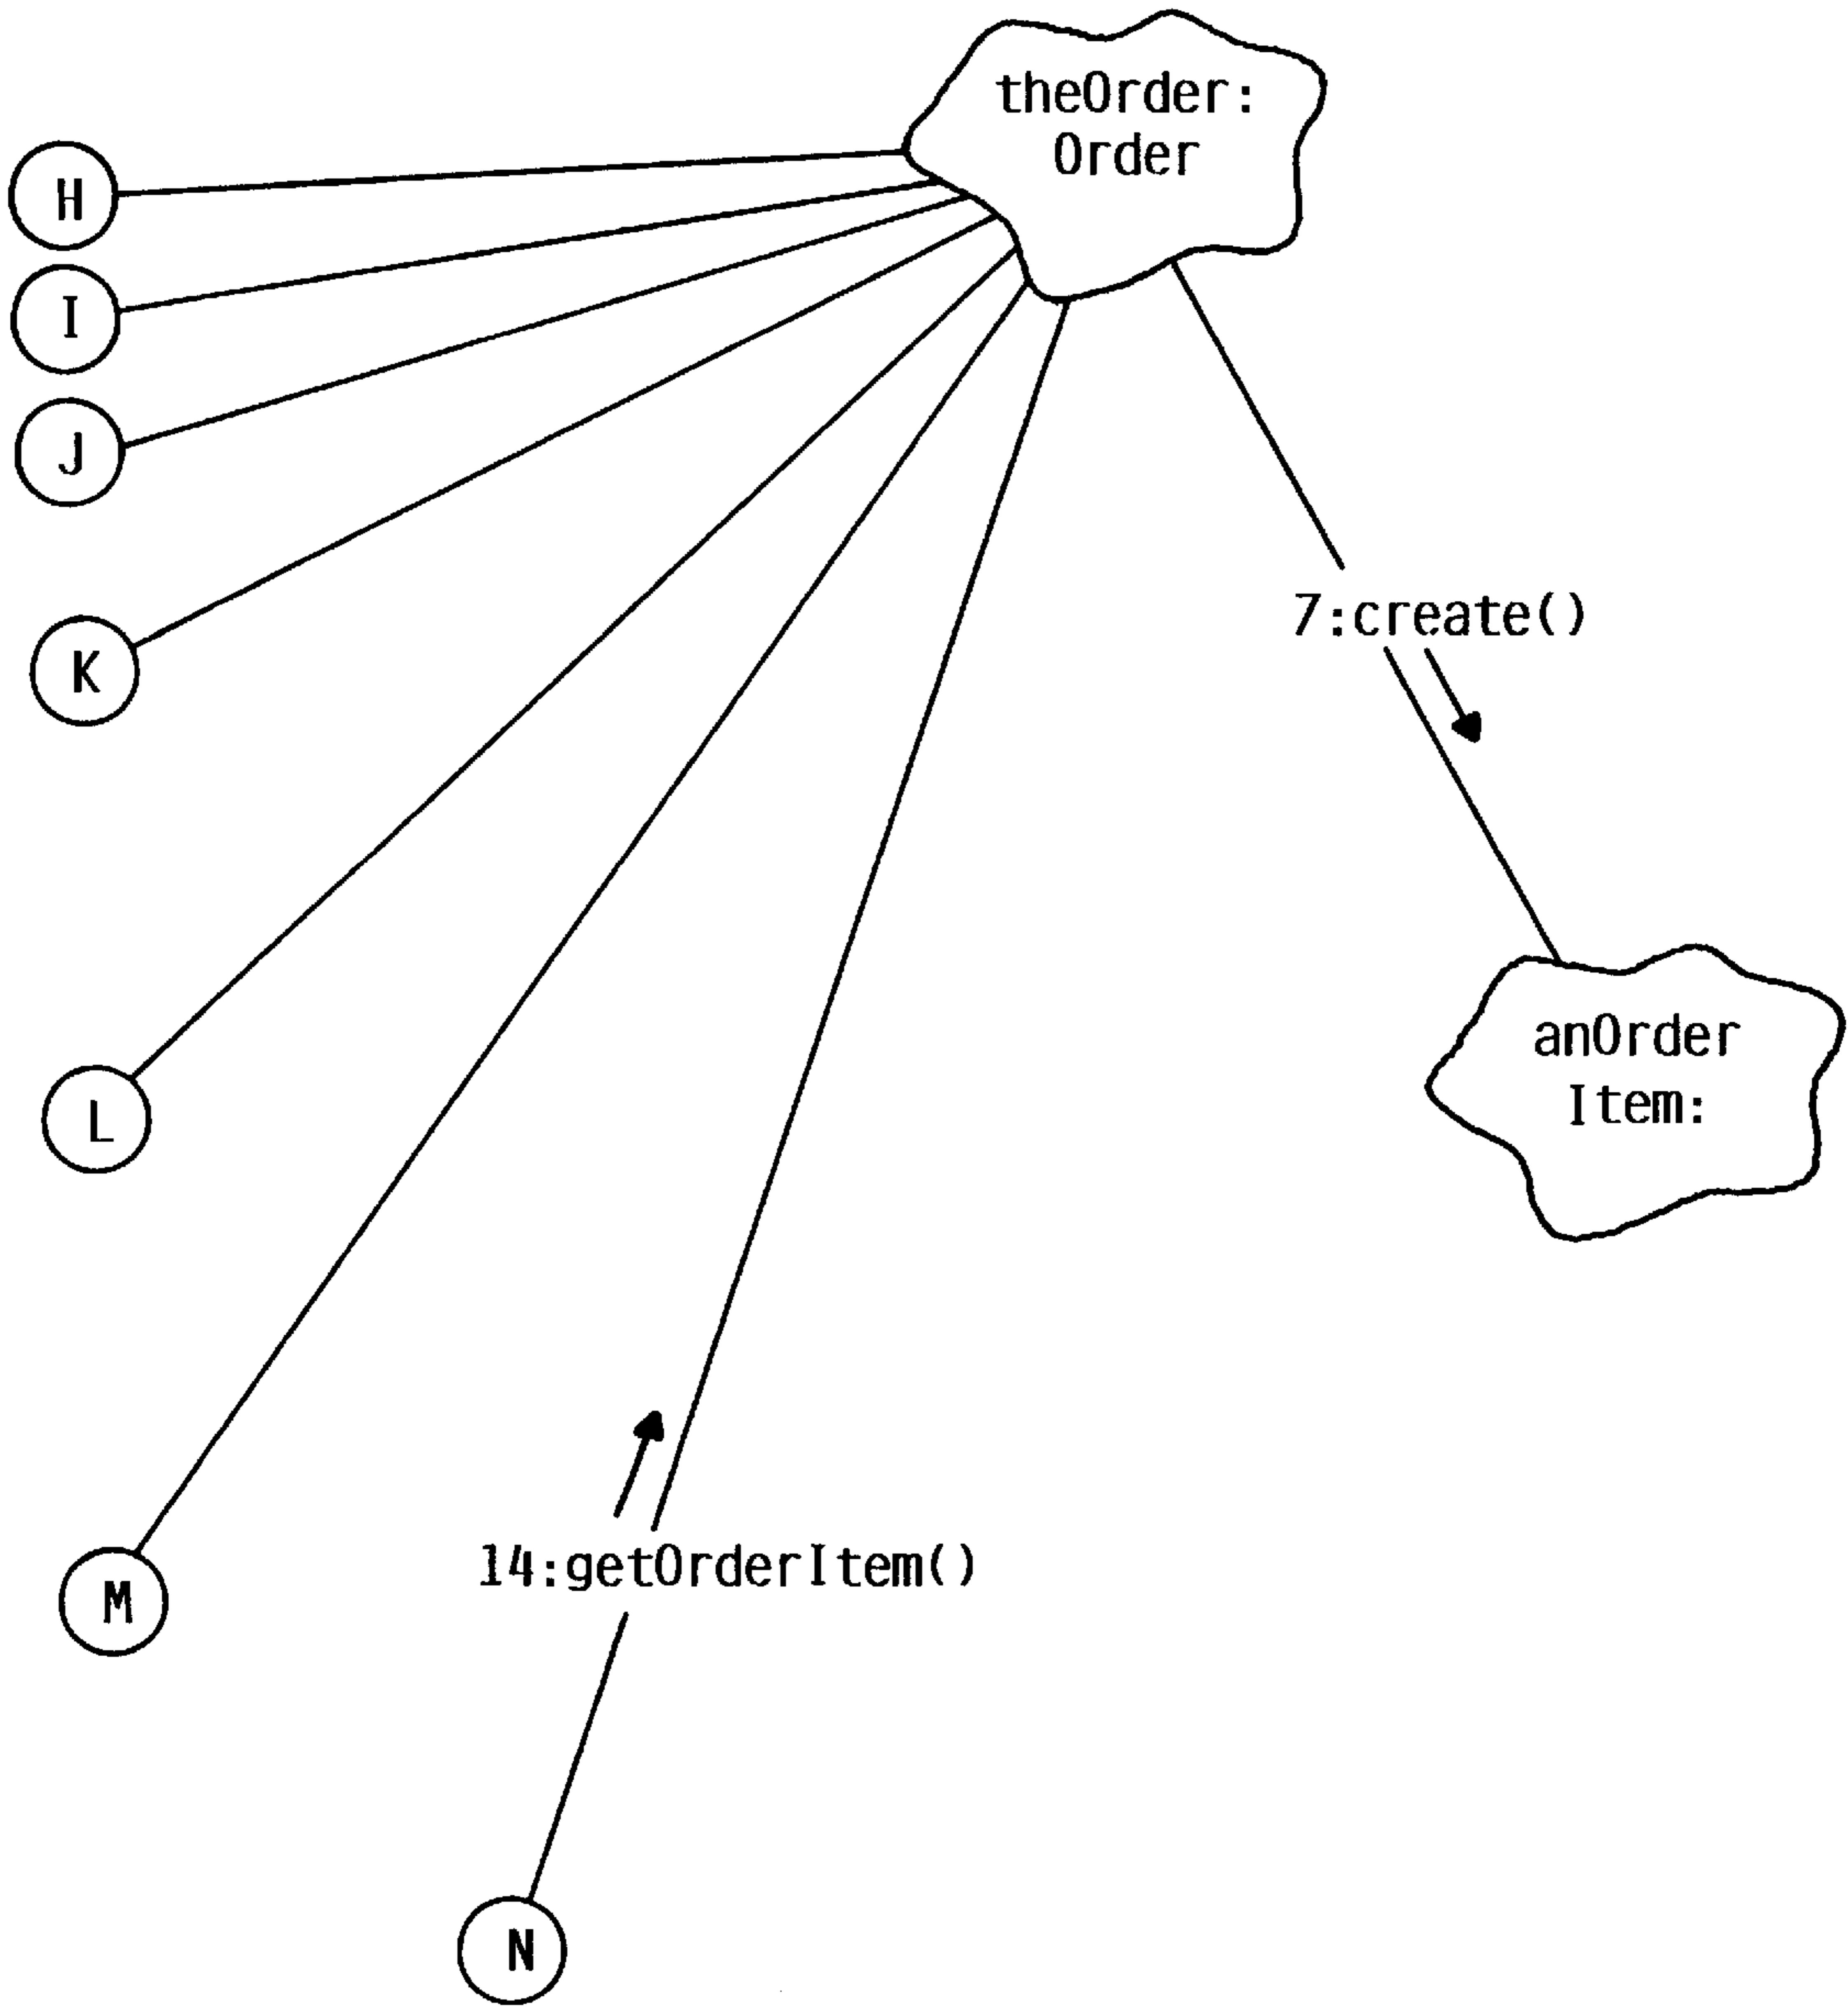 theOrder:
Order
H
I
J
K
7:create()
anOrder
Item:
L
M
14:getOrderItem()
N